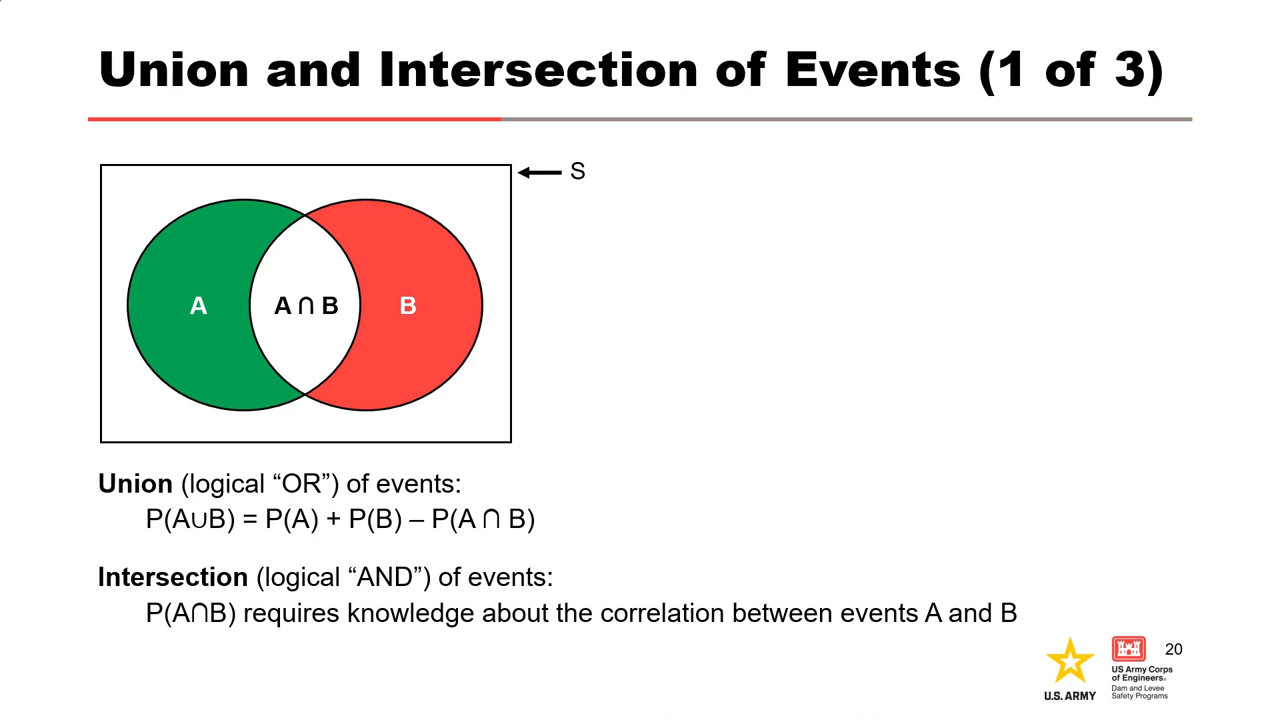 Union and Intersection of Events (1 of 3)
S
A
A ∩ B
B
Union (logical “OR”) of events:
P(A∪B) = P(A) + P(B) – P(A ∩ B)
Intersection (logical “AND”) of events:
P(A∩B) requires knowledge about the correlation between events A and B
20
U.S. ARMY
US Army Corps
of Engineers®
Dam and Levee
Safety Programs